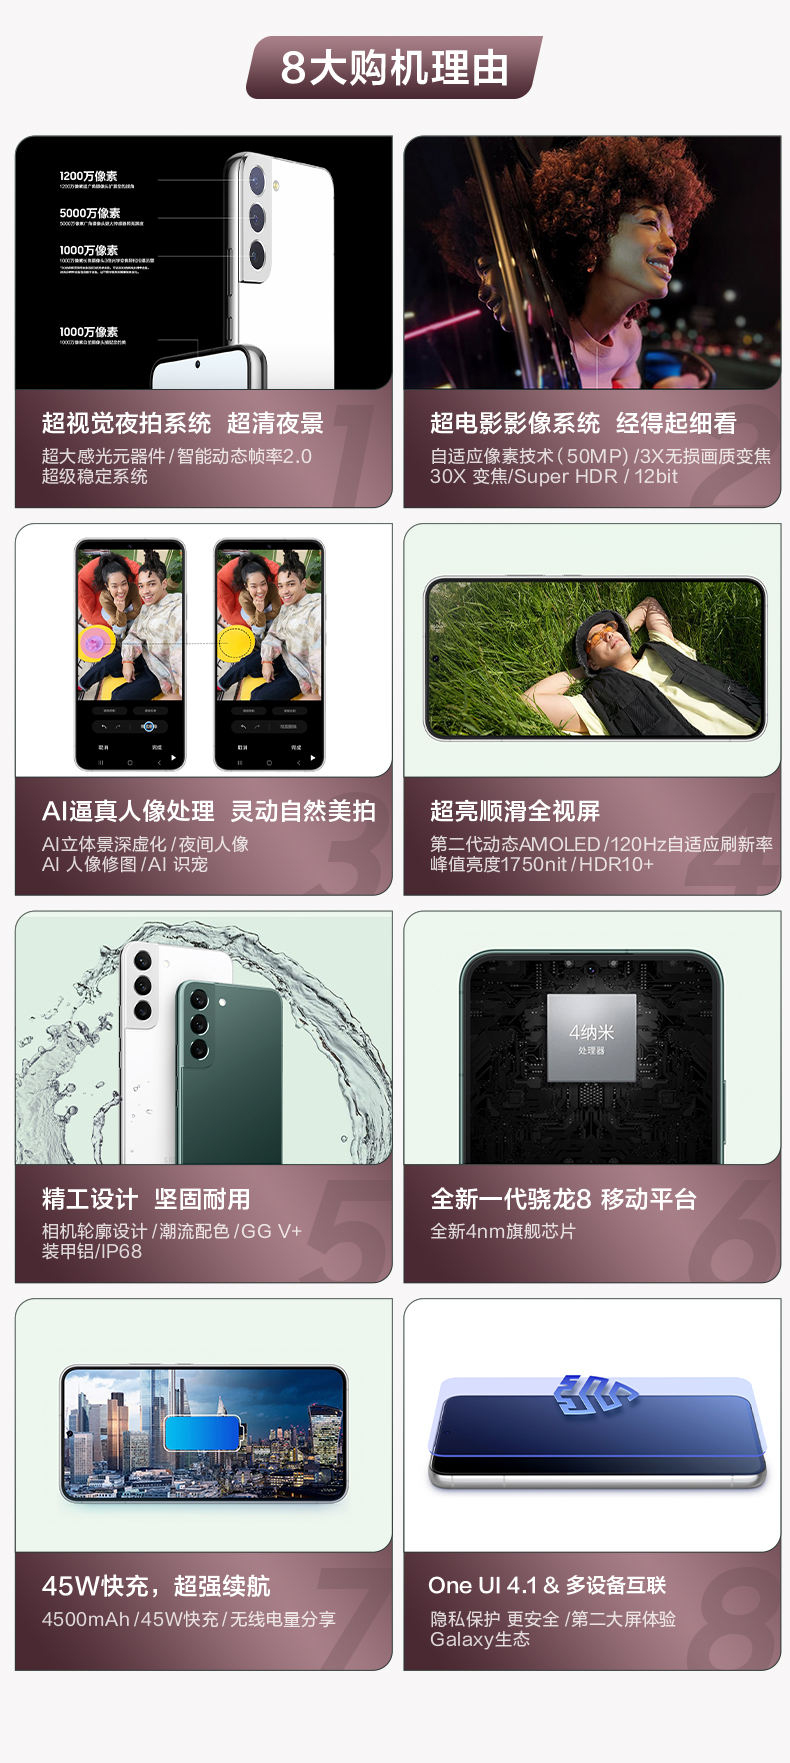 8大购机理由
1200万像素
5000万像素
1000万像素
1000万像素
超视觉夜拍系统 超清夜景
超大感光元器件/智能动态帧率2.0
超级稳定系统
超电影影像系统 经得起细看
自适应像素技术(50MP)/3X无损画质变焦
30X 变焦/Super HDR / 12bit
取消 完成
取消 完成
AI逼真人像处理 灵动自然美拍
AI立体景深虚化/夜间人像
AI 人像修图/AI 识宠
超亮顺滑全视屏
第二代动态AMOLED/120Hz自适应刷新率
峰值亮度1750nit/HDR10+
精工设计 坚固耐用
相机轮廓设计/潮流配色/GG V+
装甲铝/IP68
4纳米
处理器
全新一代骁龙8 移动平台
全新4nm旗舰芯片
45W快充，超强续航
4500mAh/45W快充/无线电量分享
One UI 4.1 & 多设备互联
隐私保护 更安全 /第二大屏体验
Galaxy生态
1
2
3
4
5
6
7
8